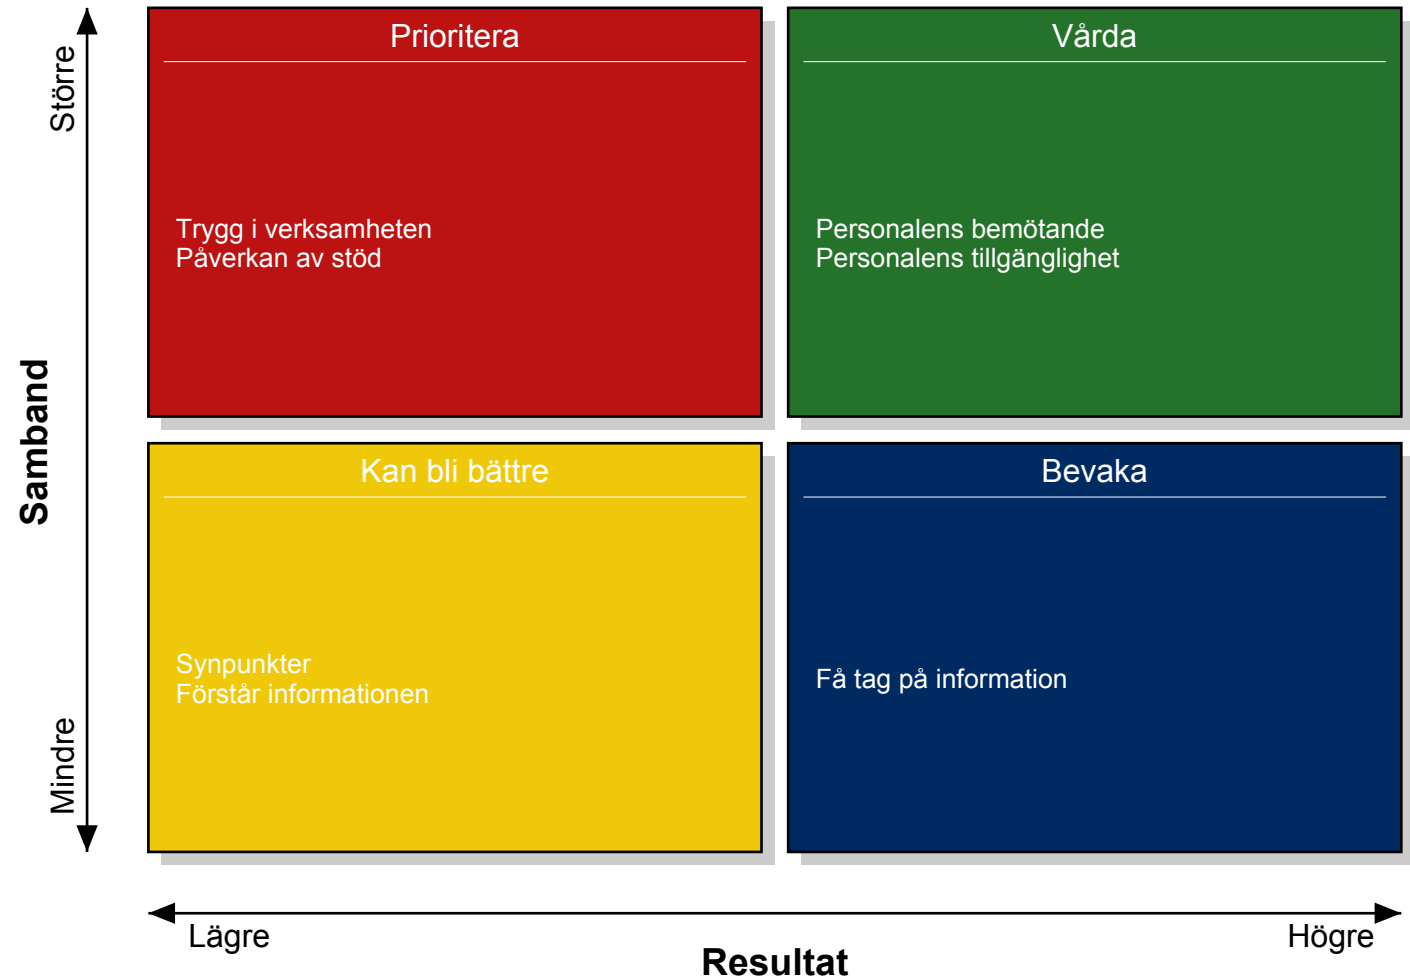 Större
Prioritera
Trygg i verksamheten
Påverkan av stöd
Vårda
Personalens bemötande
Personalens tillgänglighet
Samband
Kan bli bättre
Synpunkter
Förstår informationen
Bevaka
Få tag på information
Mindre
Lägre
Högre
Resultat